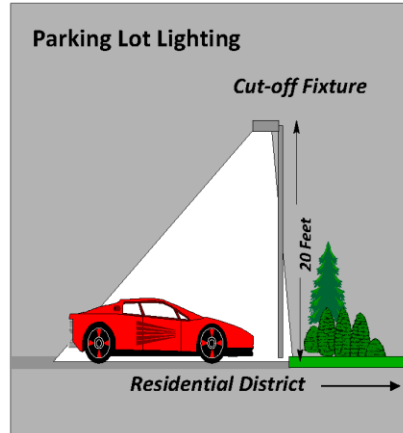 Parking Lot Lighting
Cut-off Fixture
20 Feet
Residential District